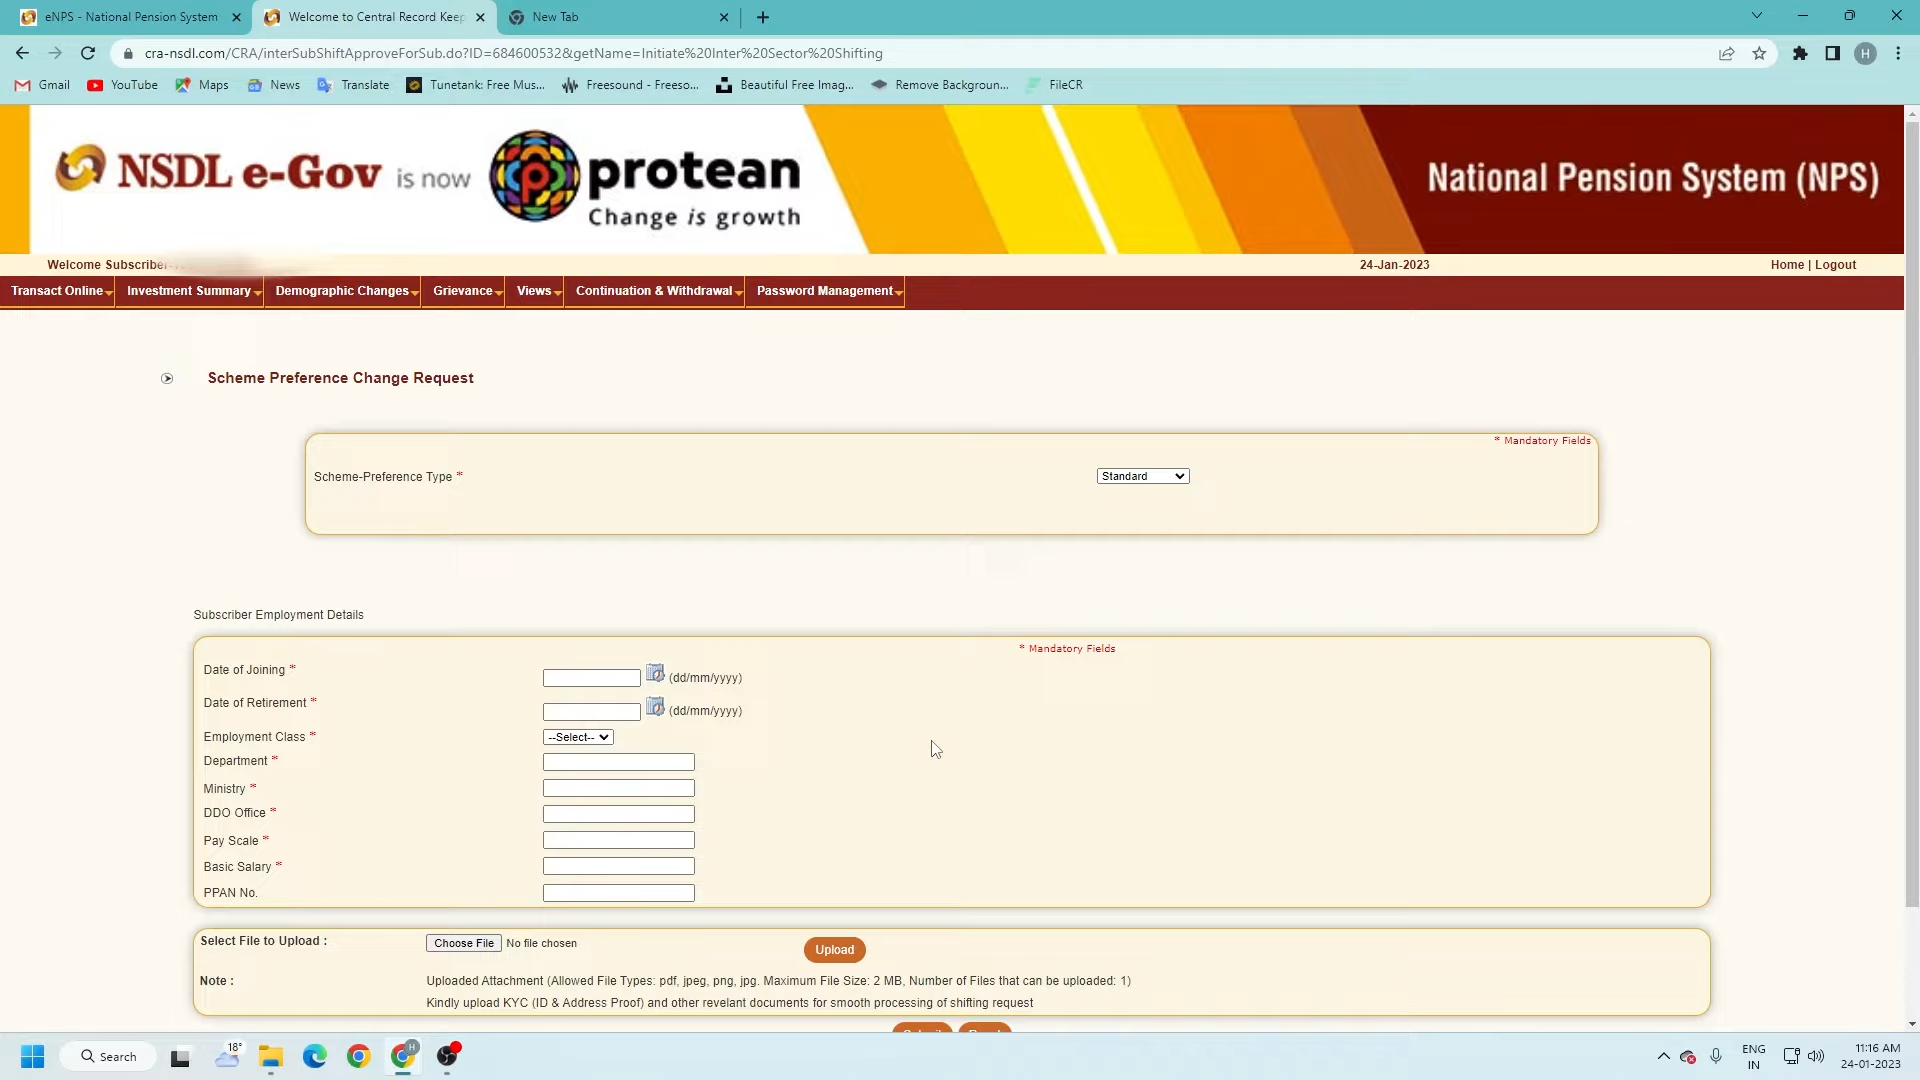 eNPS - National Pension System
Welcome to Central Record Keep
New Tab
cra-nsdl.com/CRA/interSubShiftApproveForSub.do?ID=684600532&getName=Initiate%20Inter%20Sector%20Shifting
H
Gmail
YouTube
Maps
News
Translate
Tunetank: Free Mus...
Freesound - Freeso...
Beautiful Free Imag...
Remove Backgroun...
FileCR
NSDL e-Gov is now protean
Change is growth
National Pension System (NPS)
Welcome Subscriber-
24-Jan-2023
Home | Logout
Transact Online
Investment Summary
Demographic Changes
Grievance
Views
Continuation & Withdrawal
Password Management
Scheme Preference Change Request
* Mandatory Fields
Scheme-Preference Type *
Standard
Subscriber Employment Details
* Mandatory Fields
Date of Joining *
(dd/mm/yyyy)
Date of Retirement *
(dd/mm/yyyy)
Employment Class *
--Select--
Department *
Ministry *
DDO Office *
Pay Scale *
Basic Salary *
PPAN No.
Select File to Upload :
Choose File No file chosen
Upload
Note :
Uploaded Attachment (Allowed File Types: pdf, jpeg, png, jpg. Maximum File Size: 2 MB, Number of Files that can be uploaded: 1)
Kindly upload KYC (ID & Address Proof) and other revelant documents for smooth processing of shifting request
Search
18°
H
ENG
IN
11:16 AM
24-01-2023